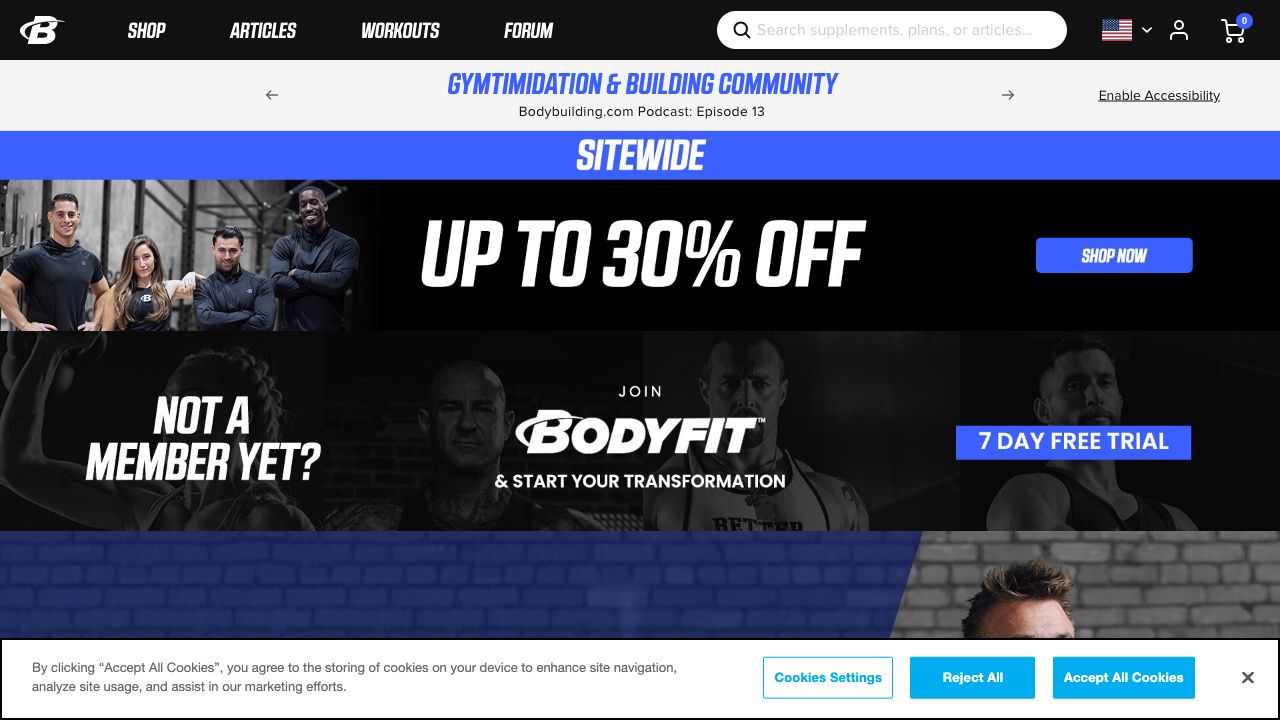 SHOP
ARTICLES
WORKOUTS
FORUM
Search supplements, plans, or articles...
0
GYMTIMIDATION & BUILDING COMMUNITY
Bodybuilding.com Podcast: Episode 13
Enable Accessibility
SITEWIDE
UP TO 30% OFF
SHOP NOW
NOT A
MEMBER YET?
JOIN
BODYFIT™
& START YOUR TRANSFORMATION
7 DAY FREE TRIAL
BETTER
By clicking “Accept All Cookies”, you agree to the storing of cookies on your device to enhance site navigation,
analyze site usage, and assist in our marketing efforts.
Cookies Settings
Reject All
Accept All Cookies